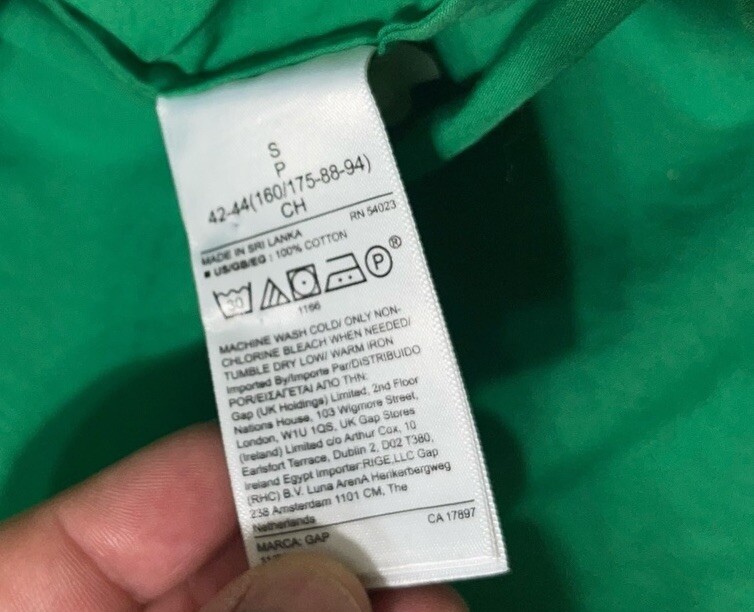 S
P
42-44(160/175-88-94)
CH
RN 54023
MADE IN SRI LANKA
■ US/GB/EG : 100% COTTON
30 P®
1166
MACHINE WASH COLD/ ONLY NON-
CHLORINE BLEACH WHEN NEEDED/
TUMBLE DRY LOW/ WARM IRON
Imported By/Importe Par/DISTRIBUIDO
POR/ΕΙΣΑΓΕΤΑΙ ΑΠΟ ΤΗΝ:
Gap (UK Holdings) Limited, 2nd Floor
Nations House, 103 Wigmore Street,
London, W1U 1QS, UK Gap Stores
(Ireland) Limited c/o Arthur Cox, 10
Earlsfort Terrace, Dublin 2, D02 T380,
Ireland Egypt Importer:RIGE,LLC Gap
(RHC) B.V. Luna ArenA Herikerbergweg
238 Amsterdam 1101 CM, The
Netherlands
CA 17897
MARCA: GAP